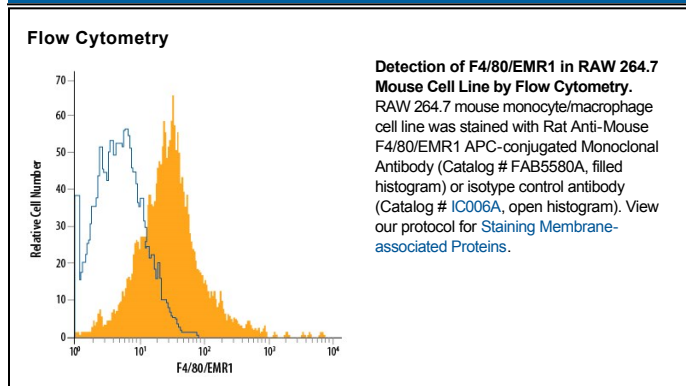 Flow Cytometry
70
60
50
40
30
20
10
0
Relative Cell Number
10⁰
10¹
10²
10³
10⁴
F4/80/EMR1
Detection of F4/80/EMR1 in RAW 264.7
Mouse Cell Line by Flow Cytometry.
RAW 264.7 mouse monocyte/macrophage
cell line was stained with Rat Anti-Mouse
F4/80/EMR1 APC-conjugated Monoclonal
Antibody (Catalog # FAB5580A, filled
histogram) or isotype control antibody
(Catalog # IC006A, open histogram). View
our protocol for Staining Membrane-
associated Proteins.